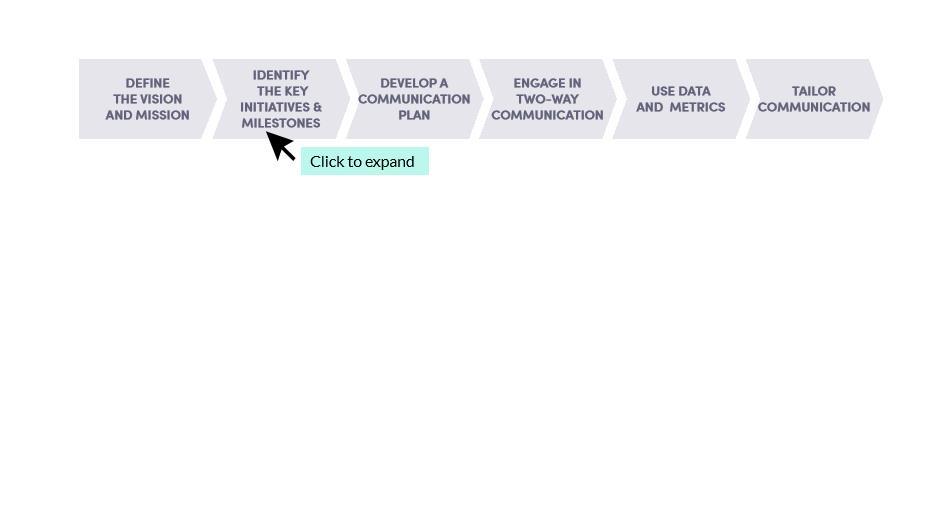 DEFINE
THE VISION
AND MISSION
IDENTIFY
THE KEY
INITIATIVES &
MILESTONES
DEVELOP A
COMMUNICATION
PLAN
ENGAGE IN
TWO-WAY
COMMUNICATION
USE DATA
AND METRICS
TAILOR
COMMUNICATION
Click to expand